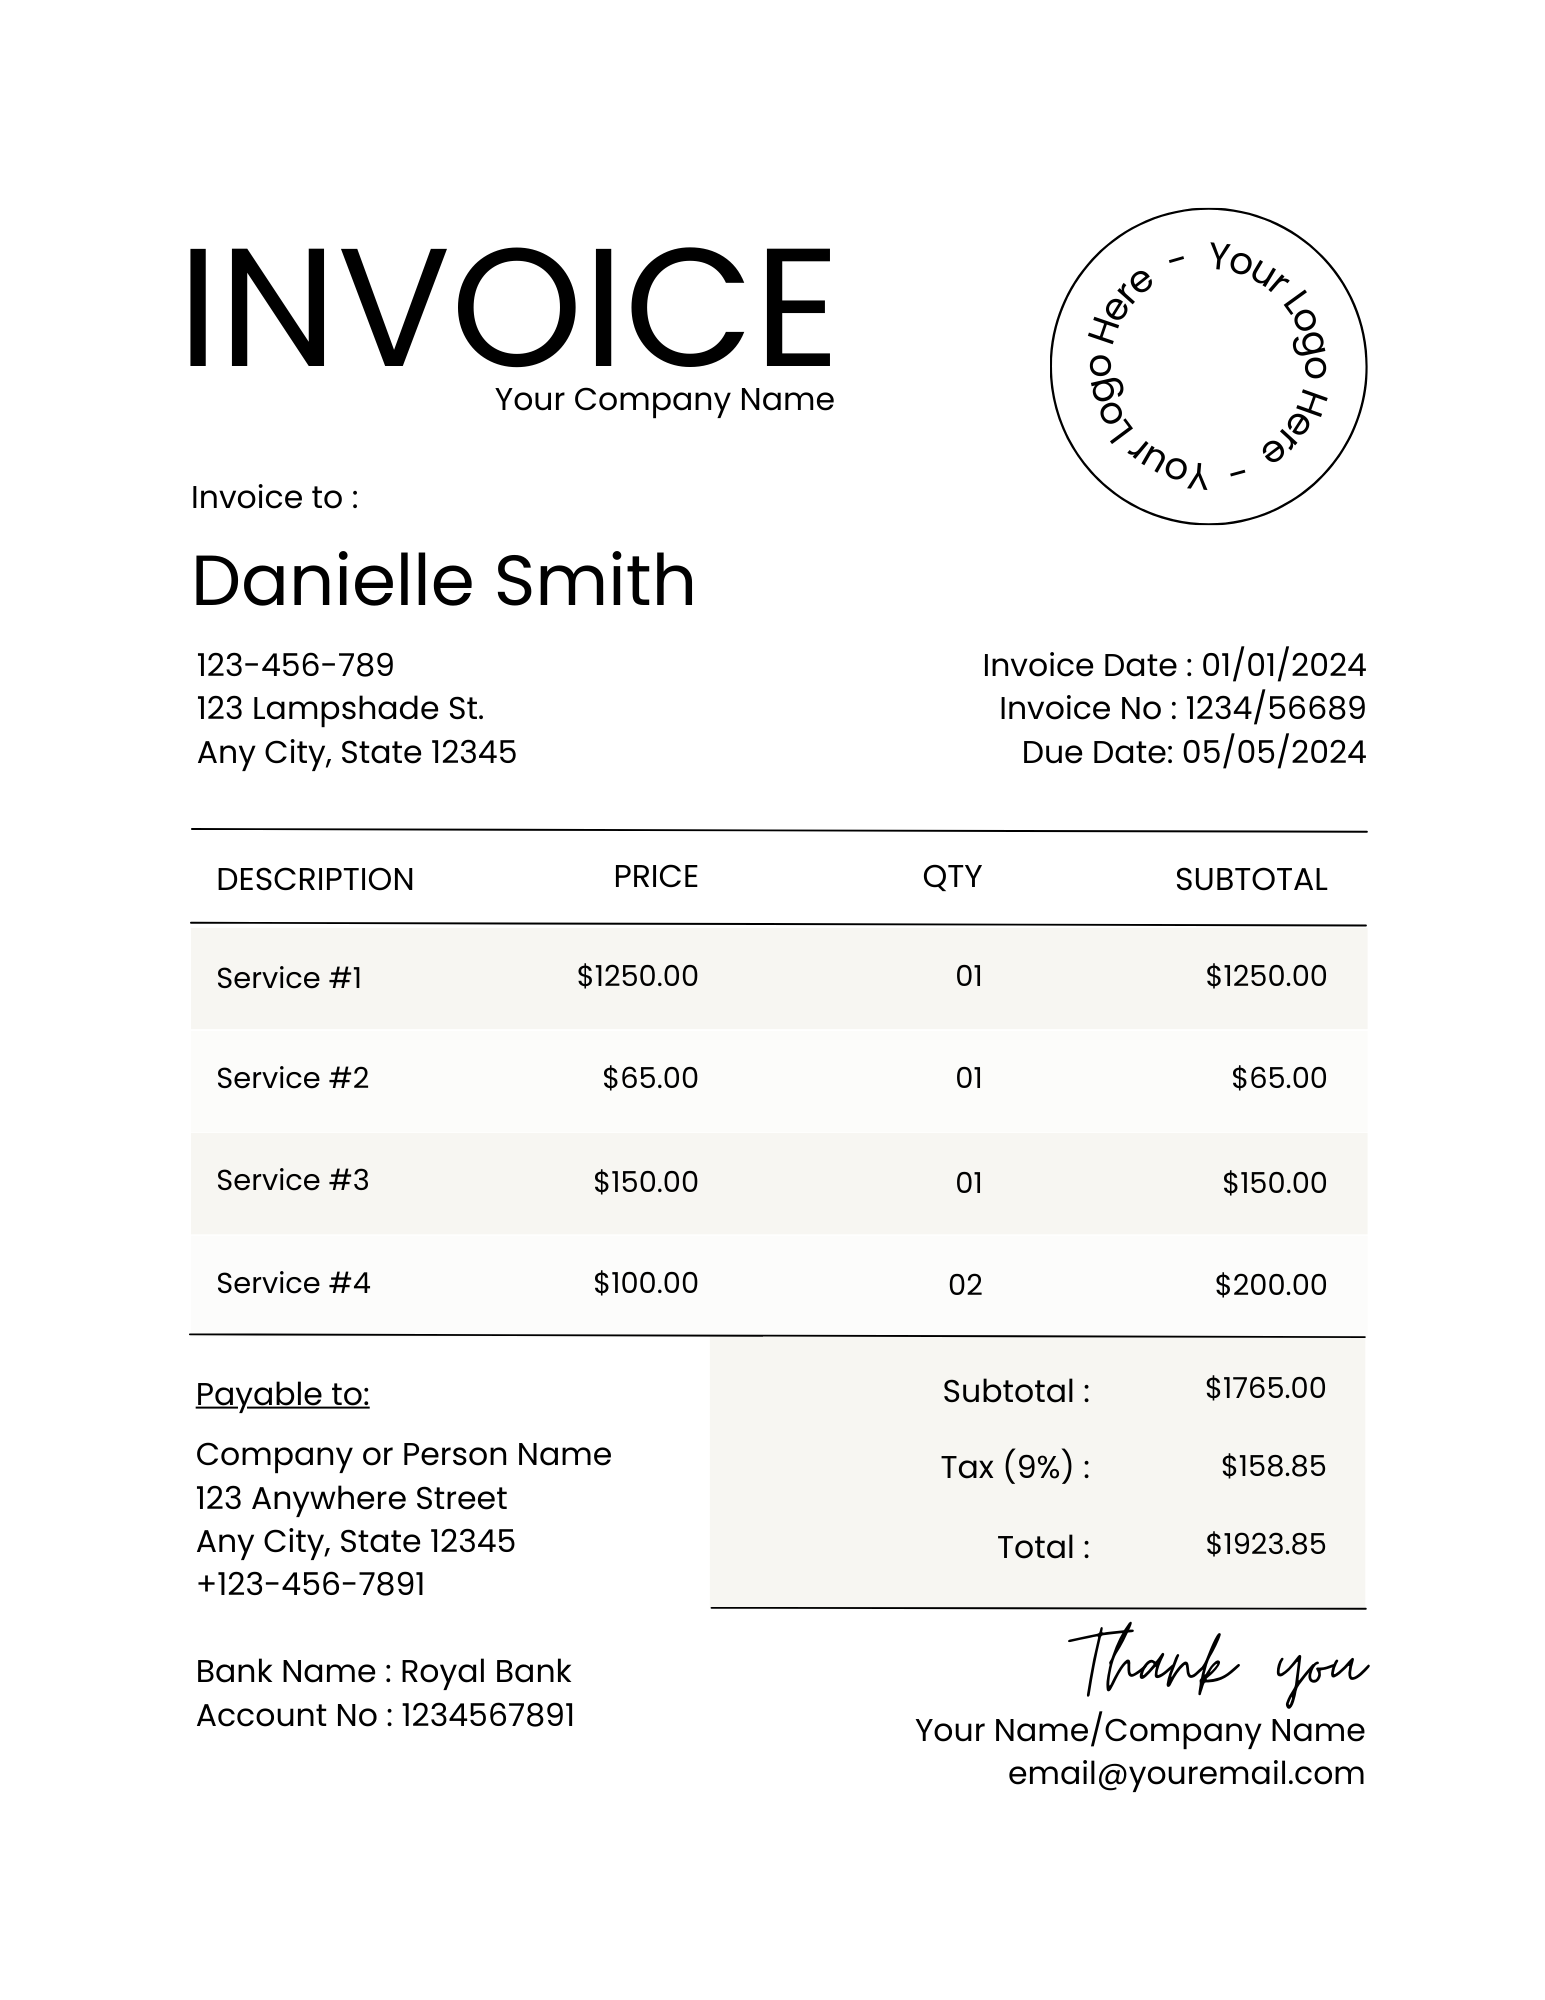 INVOICE
Your Company Name
Your Logo Here - Your Logo Here -
Invoice to :
Danielle Smith
123-456-789
123 Lampshade St.
Any City, State 12345
Invoice Date : 01/01/2024
Invoice No : 1234/56689
Due Date: 05/05/2024
DESCRIPTION PRICE QTY SUBTOTAL
Service #1 $1250.00 01 $1250.00
Service #2 $65.00 01 $65.00
Service #3 $150.00 01 $150.00
Service #4 $100.00 02 $200.00
Subtotal : $1765.00
Tax (9%) : $158.85
Total : $1923.85
Payable to:
Company or Person Name
123 Anywhere Street
Any City, State 12345
+123-456-7891
Bank Name : Royal Bank
Account No : 1234567891
Thank you
Your Name/Company Name
email@youremail.com